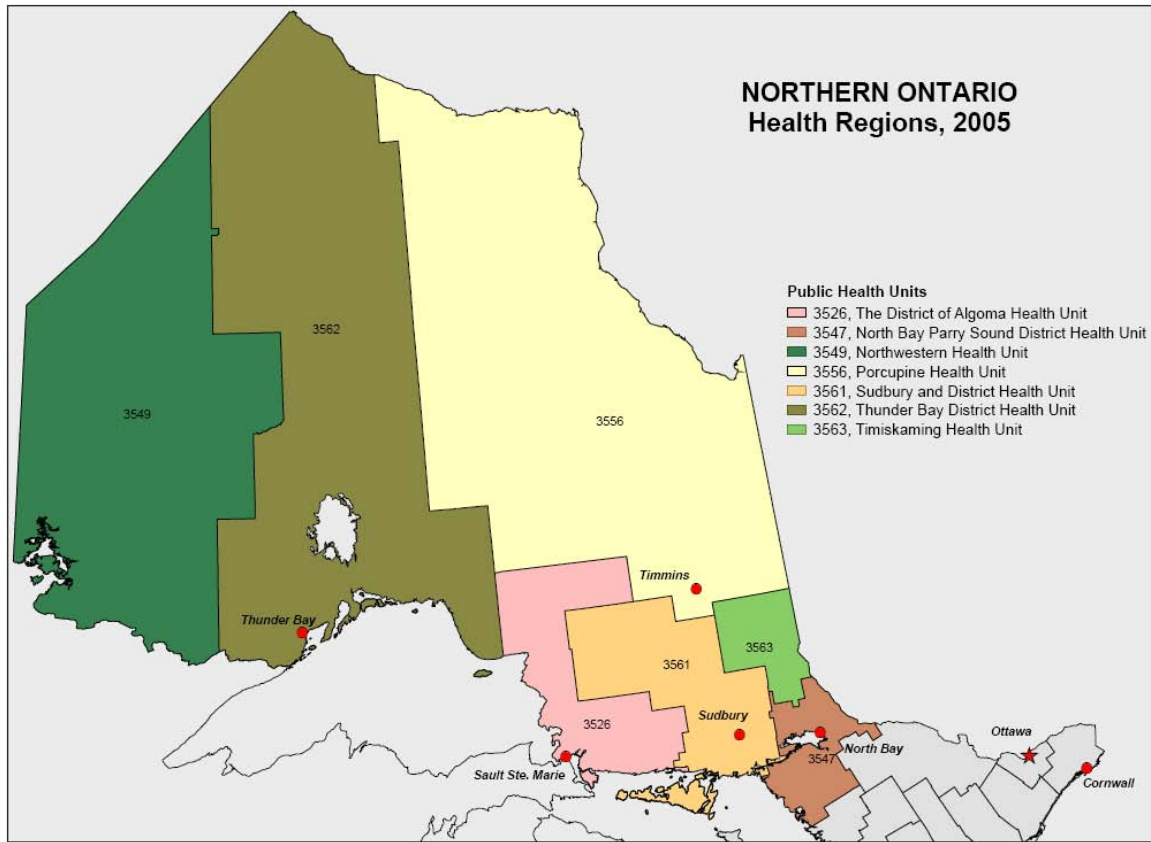 NORTHERN ONTARIO
Health Regions, 2005
Public Health Units
3526, The District of Algoma Health Unit
3547, North Bay Parry Sound District Health Unit
3549, Northwestern Health Unit
3556, Porcupine Health Unit
3561, Sudbury and District Health Unit
3562, Thunder Bay District Health Unit
3563, Timiskaming Health Unit
3562
3549
3556
Timmins
Thunder Bay
3563
3561
3526
Sudbury
Ottawa
North Bay
3547
Sault Ste. Marie
Cornwall